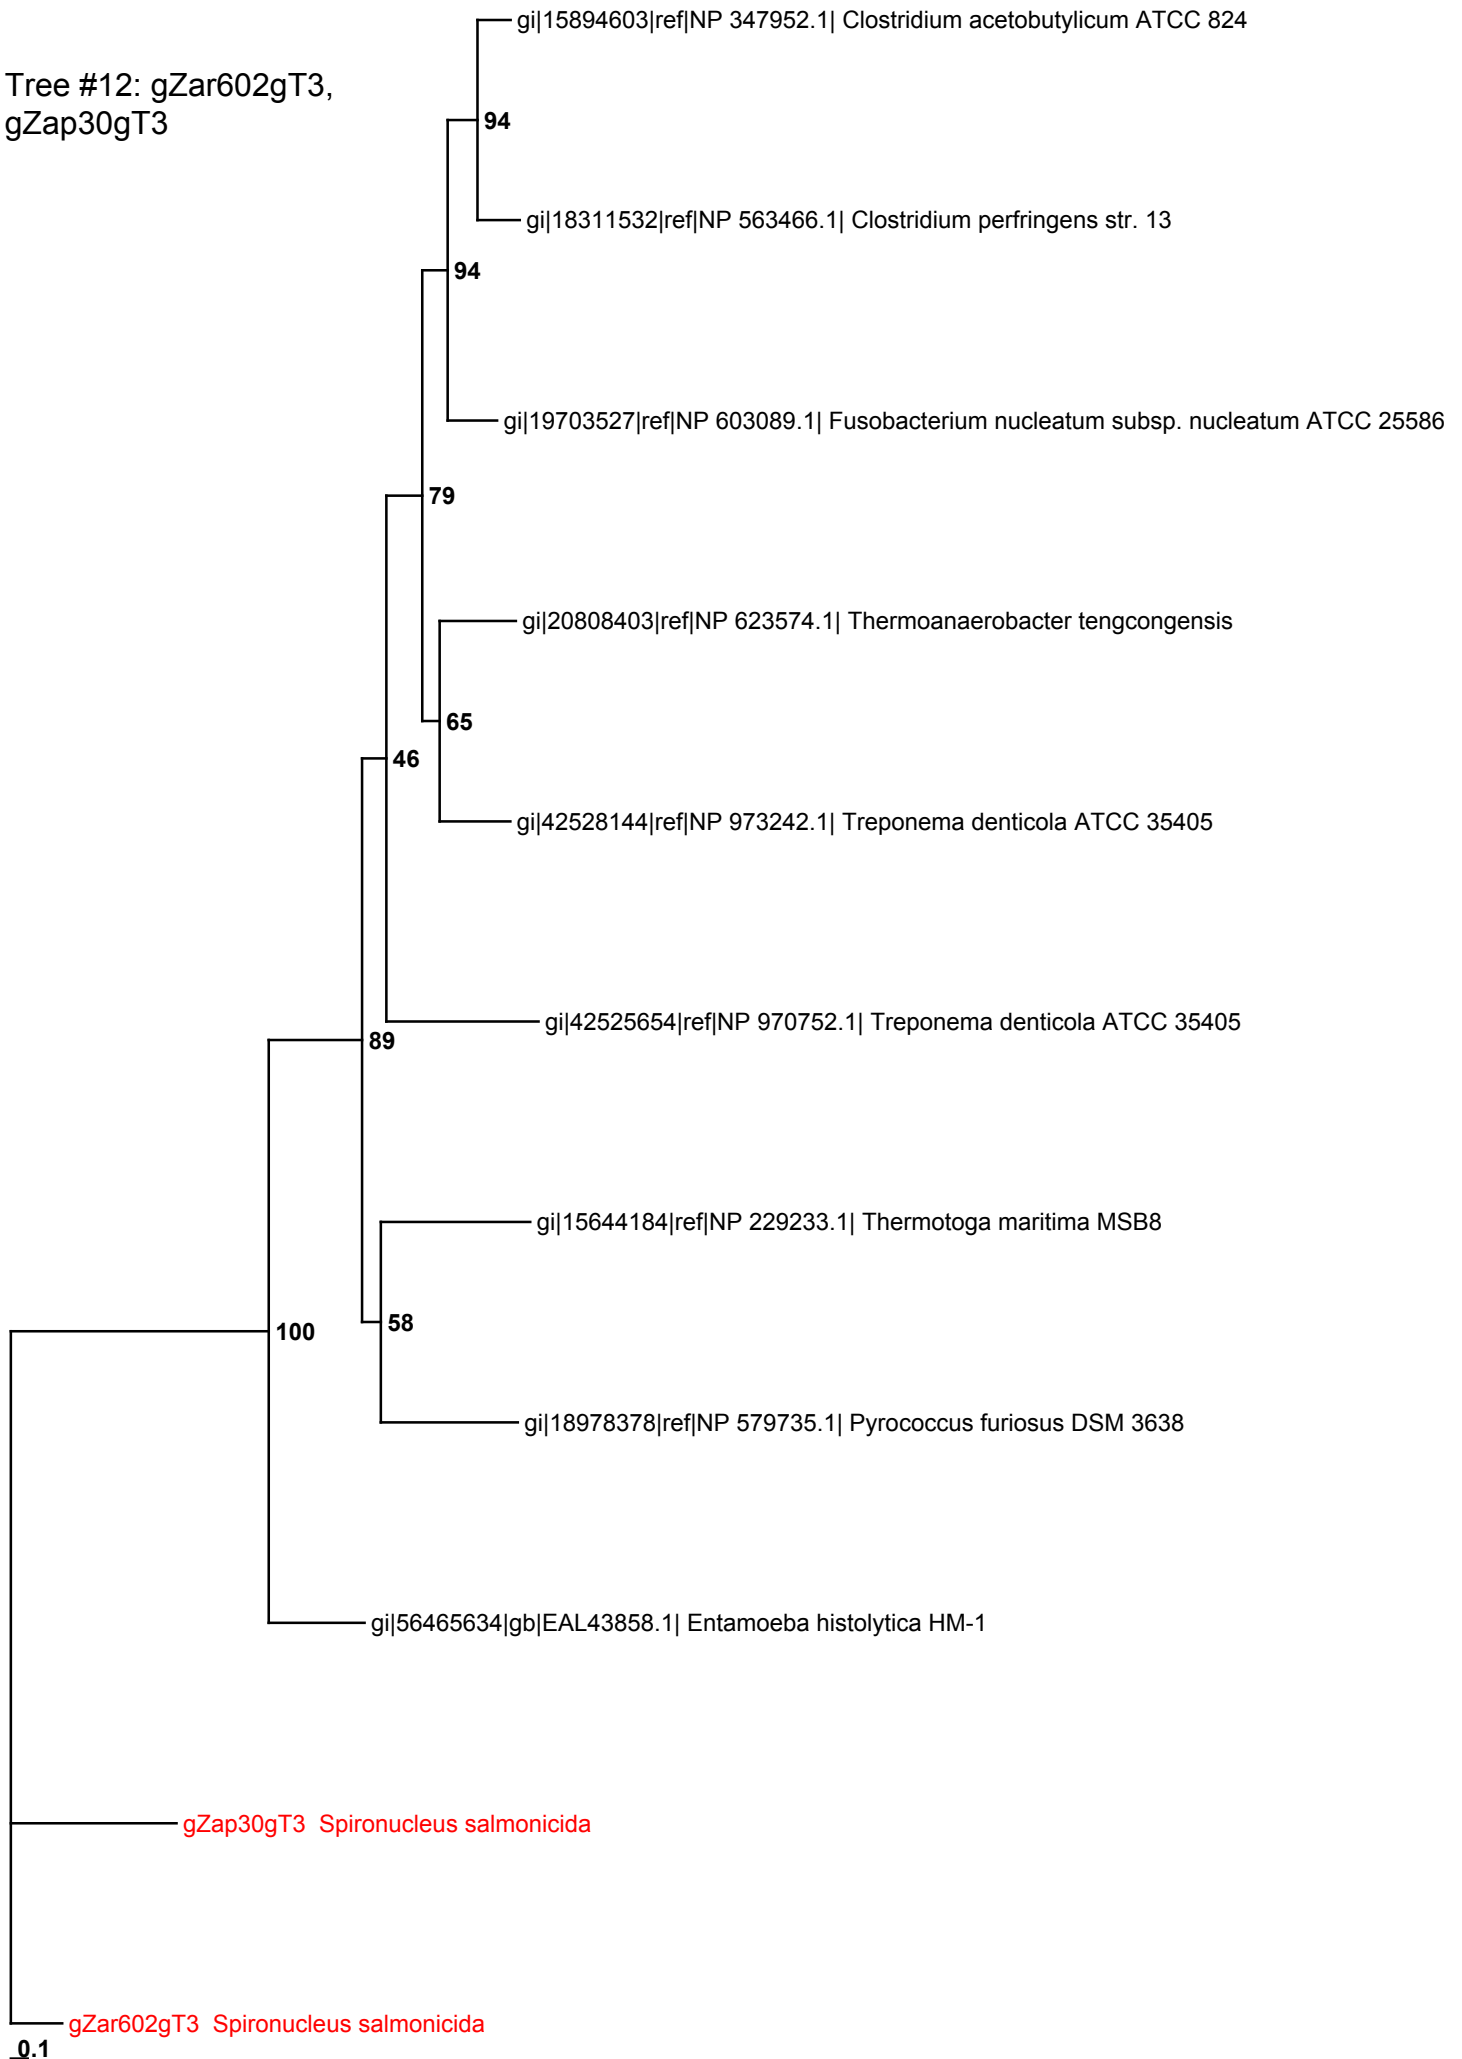 gi|15894603|ref|NP 347952.1| Clostridium acetobutylicum ATCC 824
Tree #12: gZar602gT3,
gZap30gT3
94
gi|18311532|ref|NP 563466.1| Clostridium perfringens str. 13
94
gi|19703527|ref|NP 603089.1| Fusobacterium nucleatum subsp. nucleatum ATCC 25586
79
gi|20808403|ref|NP 623574.1| Thermoanaerobacter tengcongensis
65
46
gi|42528144|ref|NP 973242.1| Treponema denticola ATCC 35405
gi|42525654|ref|NP 970752.1| Treponema denticola ATCC 35405
89
gi|15644184|ref|NP 229233.1| Thermotoga maritima MSB8
58
100
gi|18978378|ref|NP 579735.1| Pyrococcus furiosus DSM 3638
gi|56465634|gb|EAL43858.1| Entamoeba histolytica HM-1
gZap30gT3  Spironucleus salmonicida
gZar602gT3  Spironucleus salmonicida
0.1